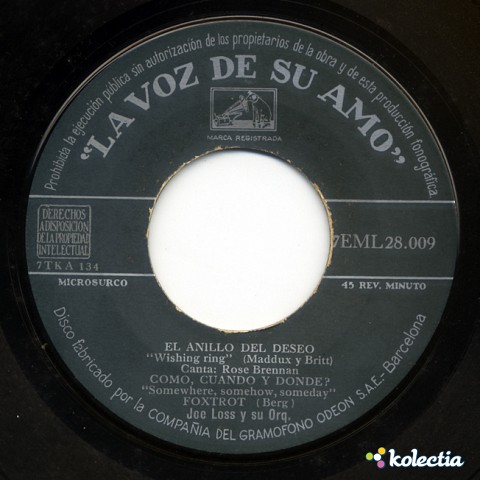 Prohibida la ejecución pública sin autorización de los propietarios de la obra y de esta producción fonográfica.
"LA VOZ DE SU AMO"
MARCA REGISTRADA
DERECHOS
A DISPOSICION
DE LA PROPIEDAD
INTELECTUAL
7EML 28.009
7TKA 134
MICROSURCO
45 REV. MINUTO
EL ANILLO DEL DESEO
"Wishing ring" (Maddux y Britt)
Canta: Rose Brennan
COMO, CUANDO Y DONDE?
"Somewhere, somehow, someday"
FOXTROT (Berg)
Joe Loss y su Orq.
Disco fabricado por la COMPAÑIA DEL GRAMOFONO ODEON S.A.E.- Barcelona
kolectia